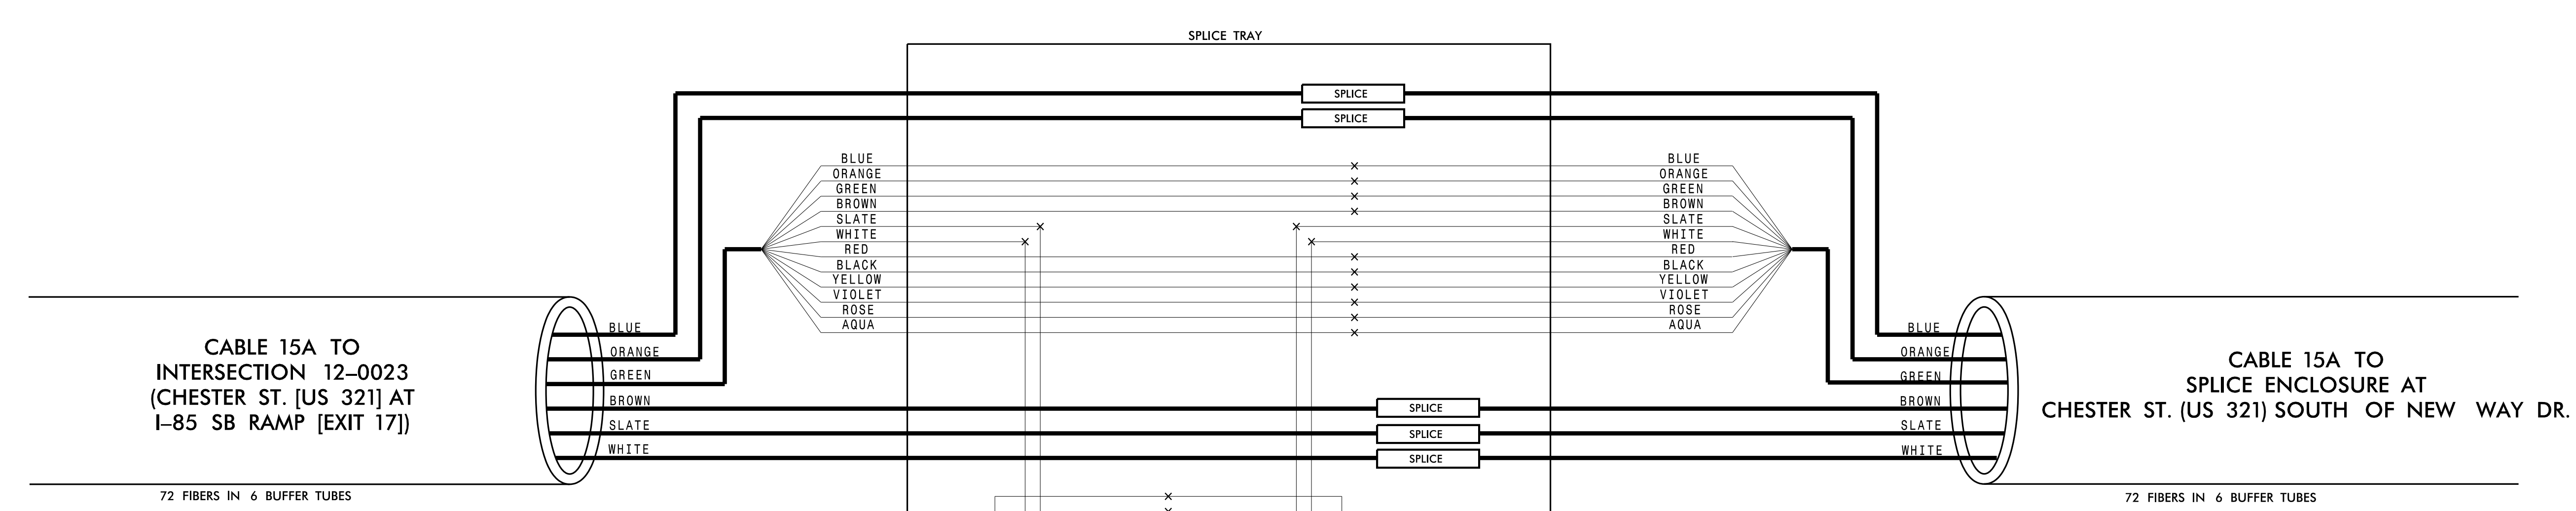 SPLICE TRAY
SPLICE
SPLICE
BLUE
ORANGE
GREEN
BROWN
SLATE
WHITE
RED
BLACK
YELLOW
VIOLET
ROSE
AQUA
BLUE
ORANGE
GREEN
BROWN
SLATE
WHITE
RED
BLACK
YELLOW
VIOLET
ROSE
AQUA
CABLE 15A TO
INTERSECTION 12–0023
(CHESTER ST. [US 321] AT
I–85 SB RAMP [EXIT 17])
72 FIBERS IN 6 BUFFER TUBES
BLUE
ORANGE
GREEN
BROWN
SLATE
WHITE
SPLICE
SPLICE
SPLICE
BLUE
ORANGE
GREEN
BROWN
SLATE
WHITE
CABLE 15A TO
SPLICE ENCLOSURE AT
CHESTER ST. (US 321) SOUTH OF NEW WAY DR.
72 FIBERS IN 6 BUFFER TUBES